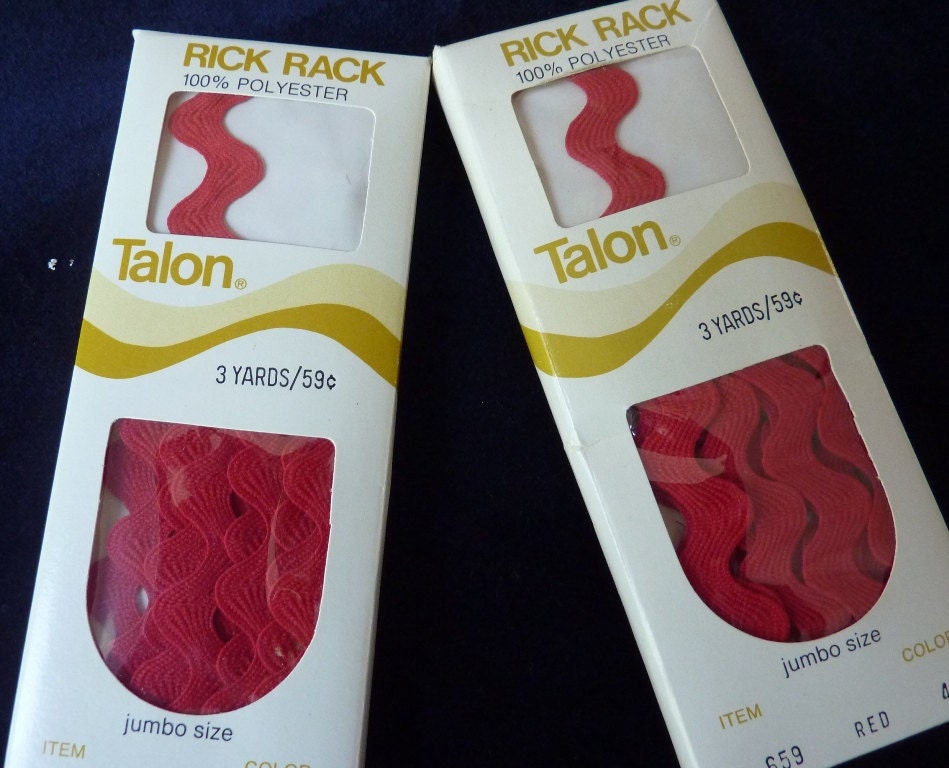 RICK RACK
100% POLYESTER
Talon®
3 YARDS/59¢
jumbo size
ITEM
COLOR
RICK RACK
100% POLYESTER
Talon®
3 YARDS/59¢
jumbo size
ITEM COLOR
659 RED